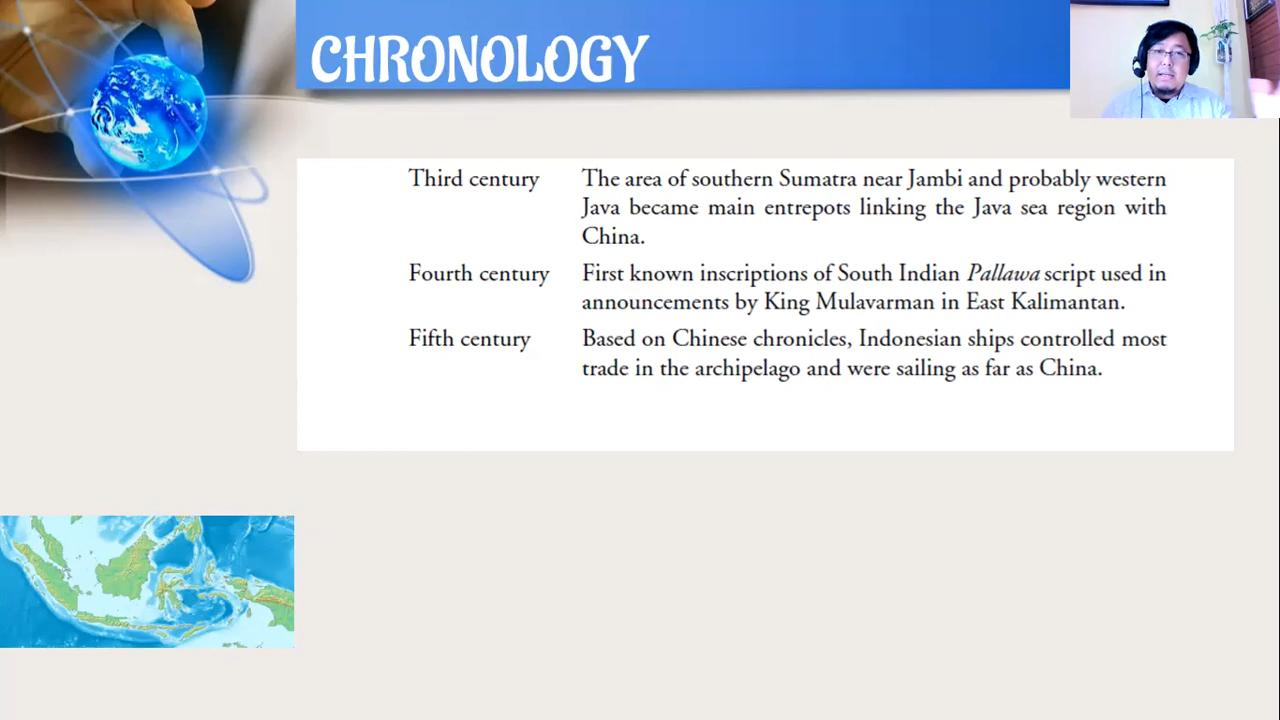 CHRONOLOGY
Third century The area of southern Sumatra near Jambi and probably western
Java became main entrepots linking the Java sea region with
China.
Fourth century First known inscriptions of South Indian Pallawa script used in
announcements by King Mulavarman in East Kalimantan.
Fifth century Based on Chinese chronicles, Indonesian ships controlled most
trade in the archipelago and were sailing as far as China.